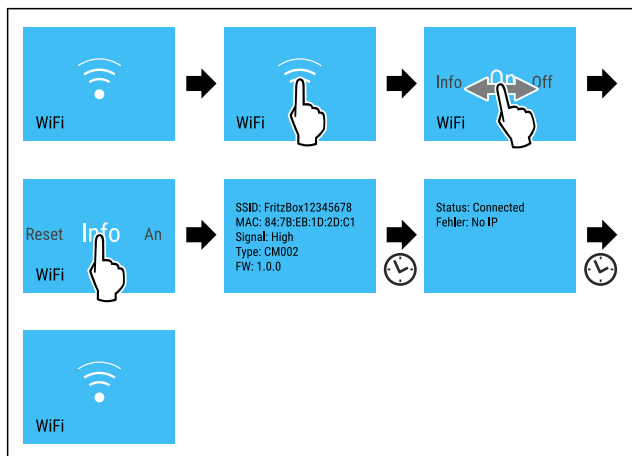 WiFi
WiFi
Info On Off
WiFi
Reset Info An
WiFi
SSID: FritzBox12345678
MAC: 84:7B:EB:1D:2D:C1
Signal: High
Type: CM002
FW: 1.0.0
Status: Connected
Fehler: No IP
WiFi